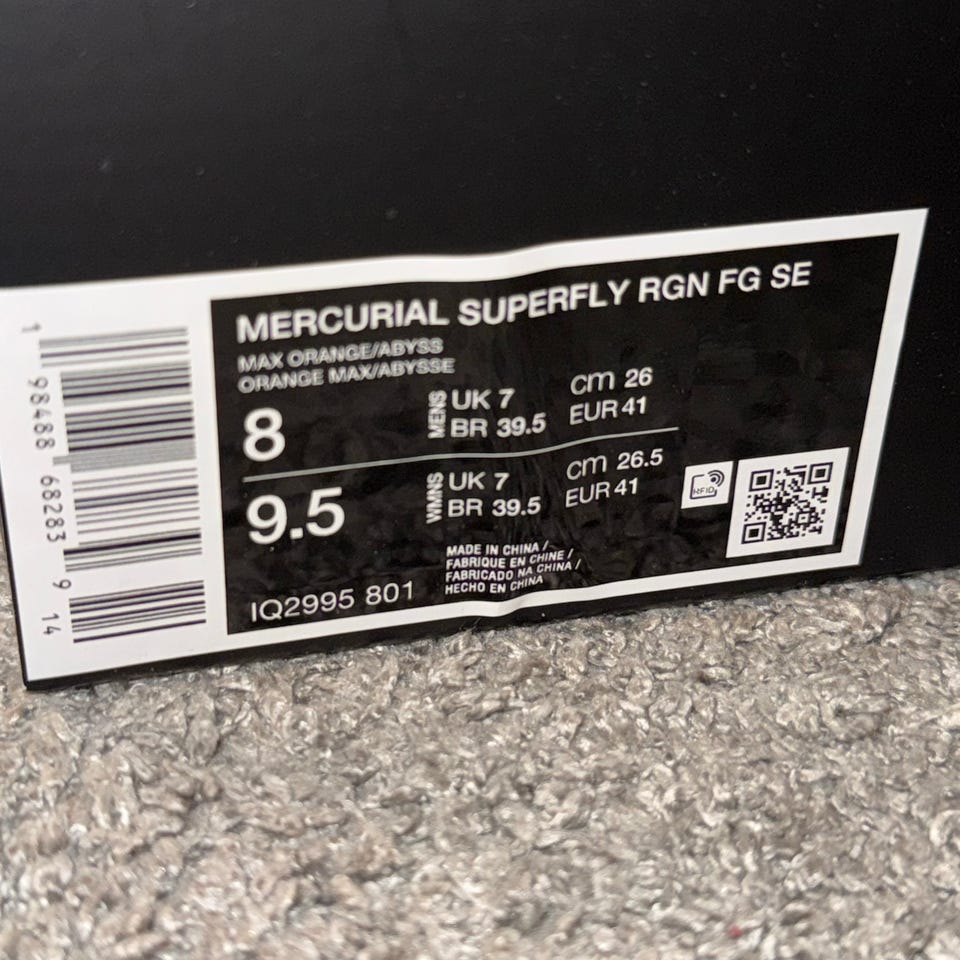 MERCURIAL SUPERFLY RGN FG SE
MAX ORANGE/ABYSS
ORANGE MAX/ABYSSE
8
MENS
UK 7
BR 39.5
cm 26
EUR 41
9.5
WMNS
UK 7
BR 39.5
cm 26.5
EUR 41
RFID
MADE IN CHINA /
FABRIQUE EN CHINE /
FABRICADO NA CHINA /
HECHO EN CHINA
IQ2995 801
1 98488 68283 9 14